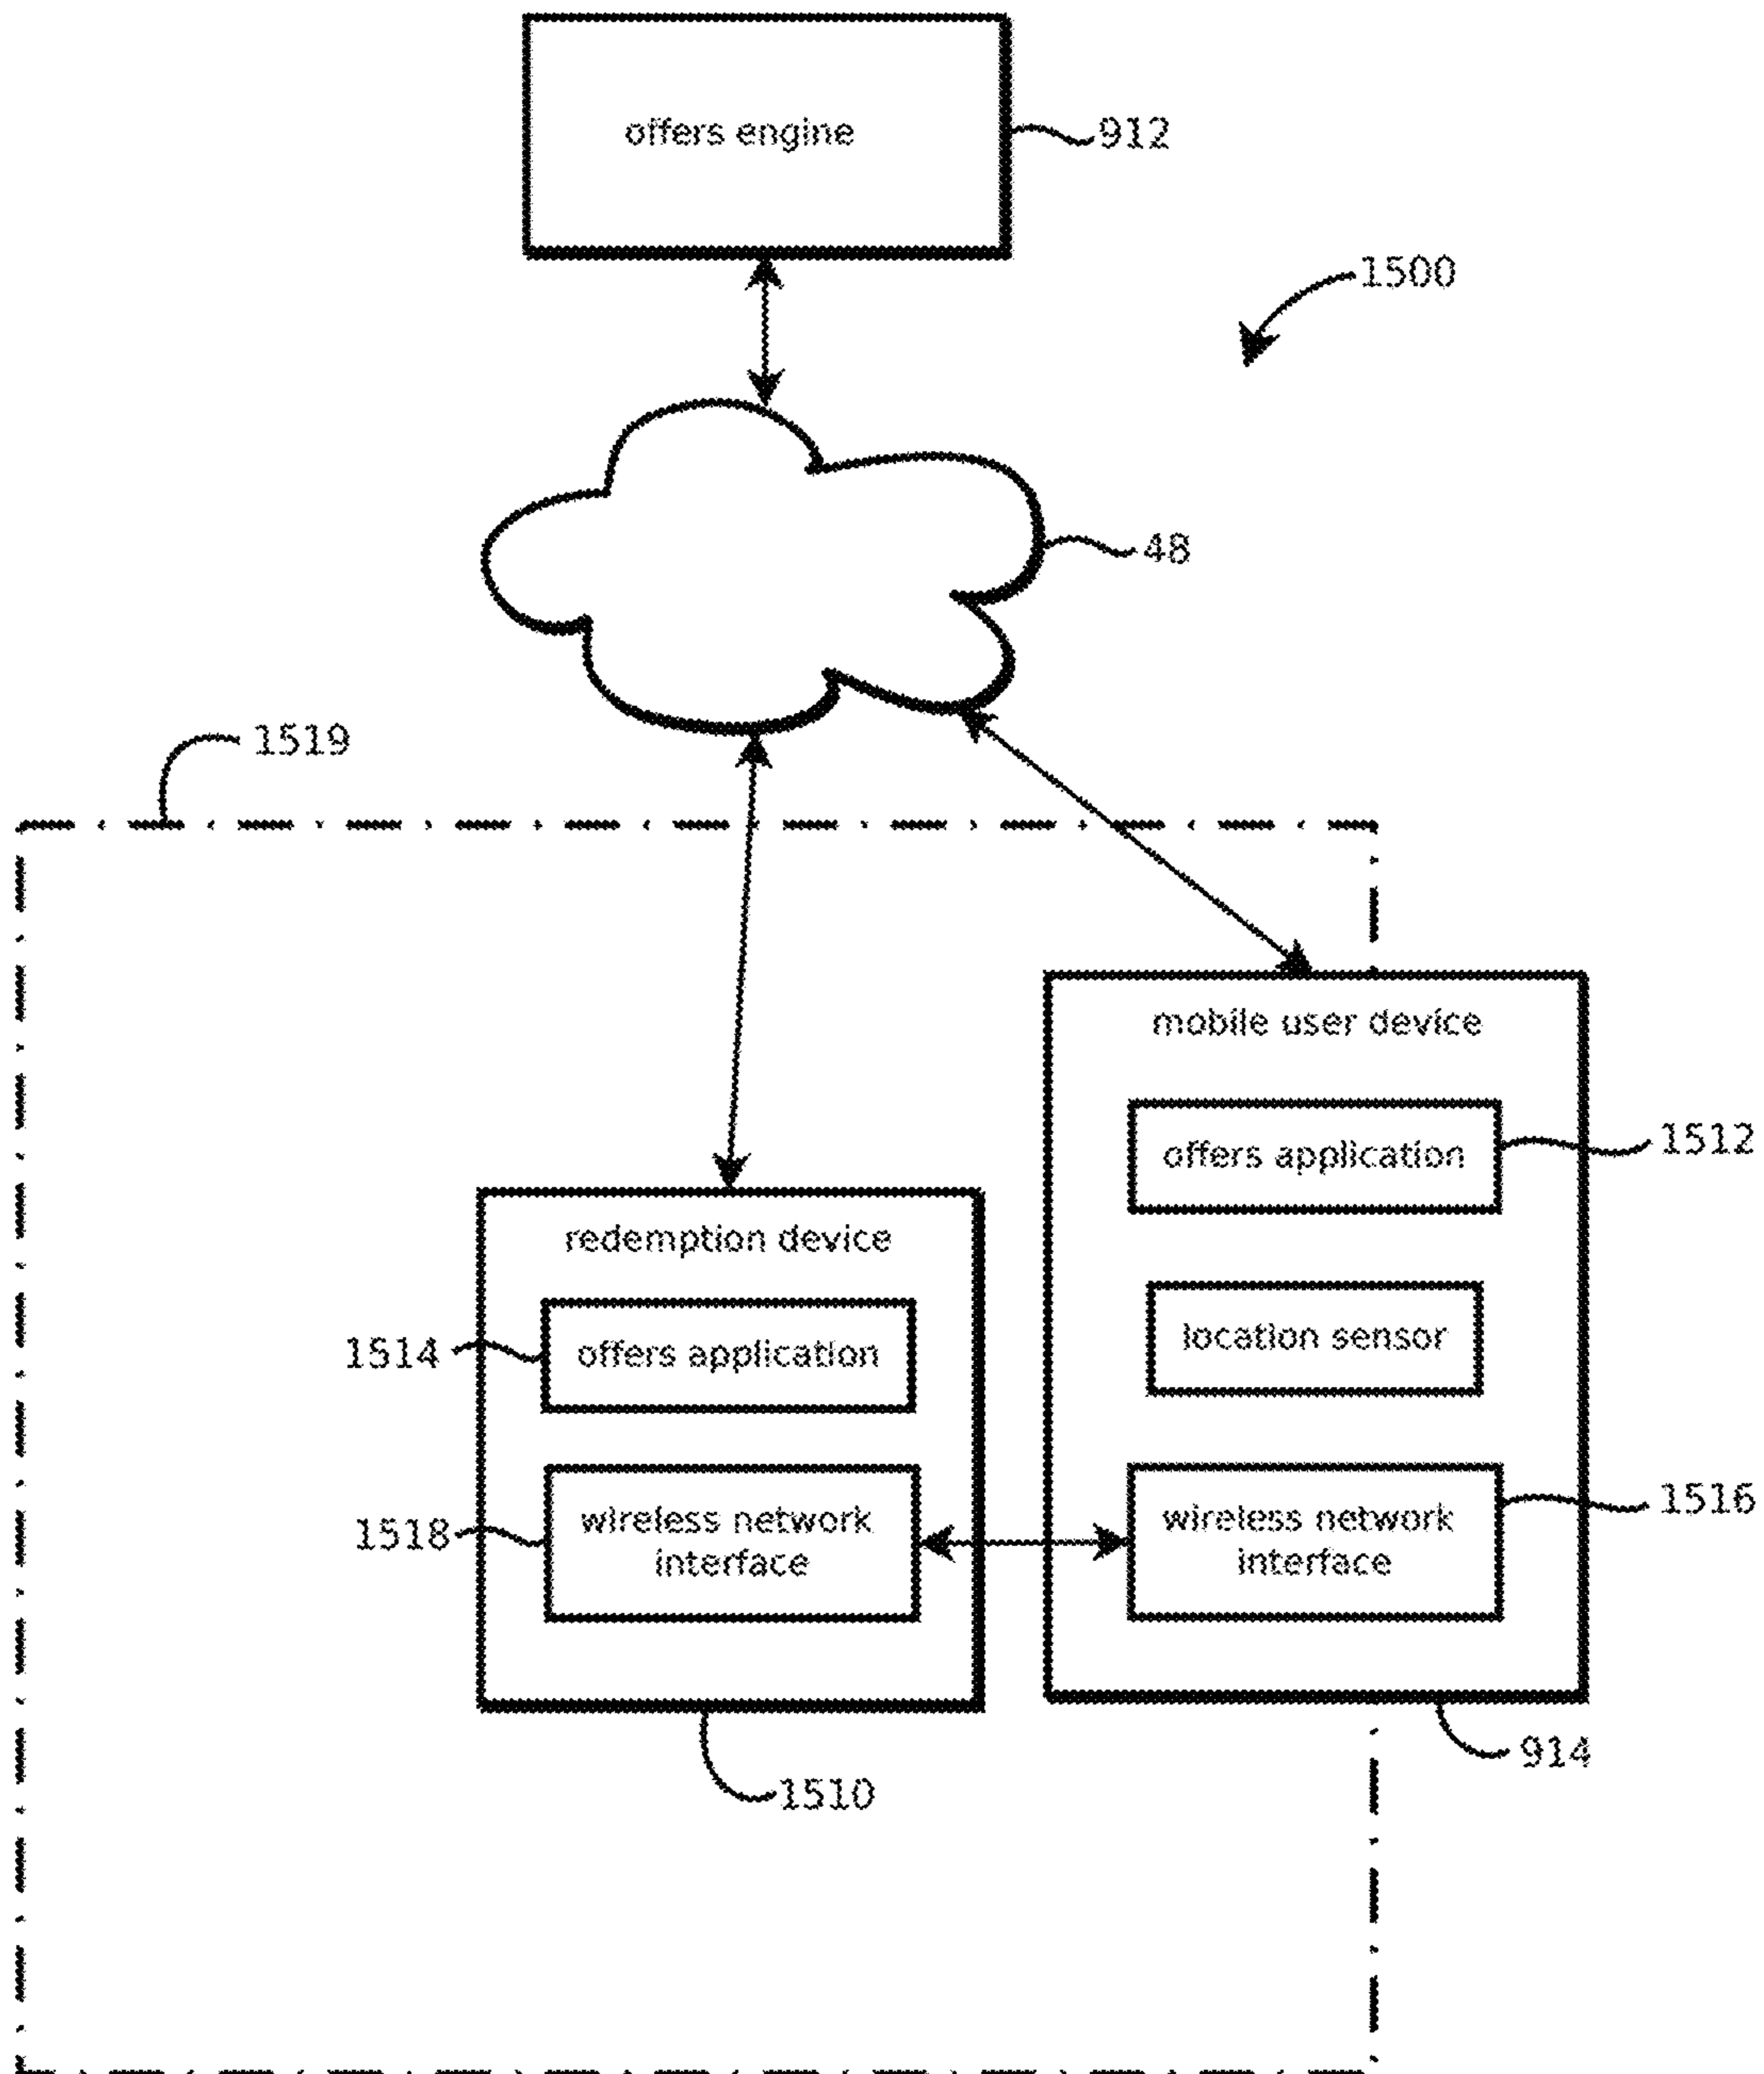 offers engine
912
1500
48
1519
mobile user device
offers application
1512
redemption device
location sensor
1514
offers application
wireless network
interface
1516
1518
wireless network
interface
914
1510